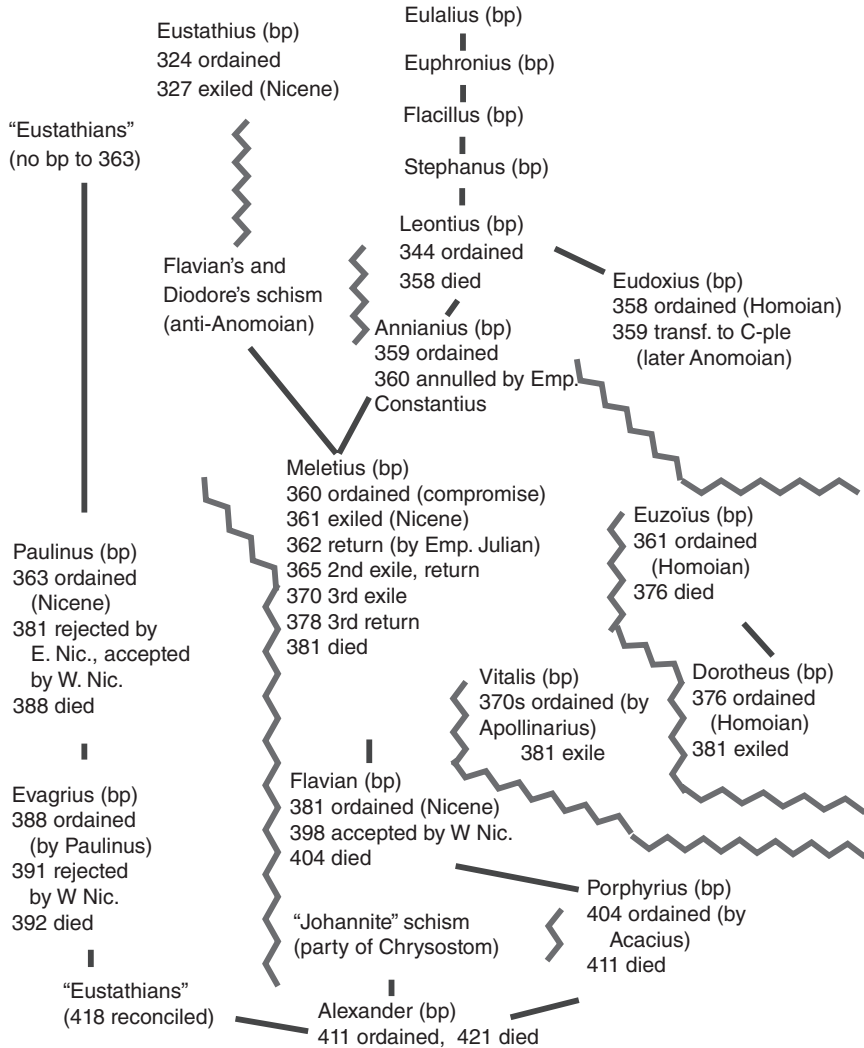 Eustathius (bp)
324 ordained
327 exiled (Nicene)
Eulalius (bp)
Euphronius (bp)
Flacillus (bp)
Stephanus (bp)
Leontius (bp)
344 ordained
358 died
“Eustathians”
(no bp to 363)
Flavian’s and
Diodore’s schism
(anti-Anomoian)
Eudoxius (bp)
358 ordained (Homoian)
359 transf. to C-ple
(later Anomoian)
Annianius (bp)
359 ordained
360 annulled by Emp.
Constantius
Meletius (bp)
360 ordained (compromise)
361 exiled (Nicene)
362 return (by Emp. Julian)
365 2nd exile, return
370 3rd exile
378 3rd return
381 died
Euzoïus (bp)
361 ordained
(Homoian)
376 died
Paulinus (bp)
363 ordained
(Nicene)
381 rejected by
E. Nic., accepted
by W. Nic.
388 died
Vitalis (bp)
370s ordained (by
Apollinarius)
381 exile
Dorotheus (bp)
376 ordained
(Homoian)
381 exiled
Evagrius (bp)
388 ordained
(by Paulinus)
391 rejected
by W Nic.
392 died
Flavian (bp)
381 ordained (Nicene)
398 accepted by W Nic.
404 died
Porphyrius (bp)
404 ordained (by
Acacius)
411 died
“Johannite” schism
(party of Chrysostom)
“Eustathians”
(418 reconciled)
Alexander (bp)
411 ordained, 421 died